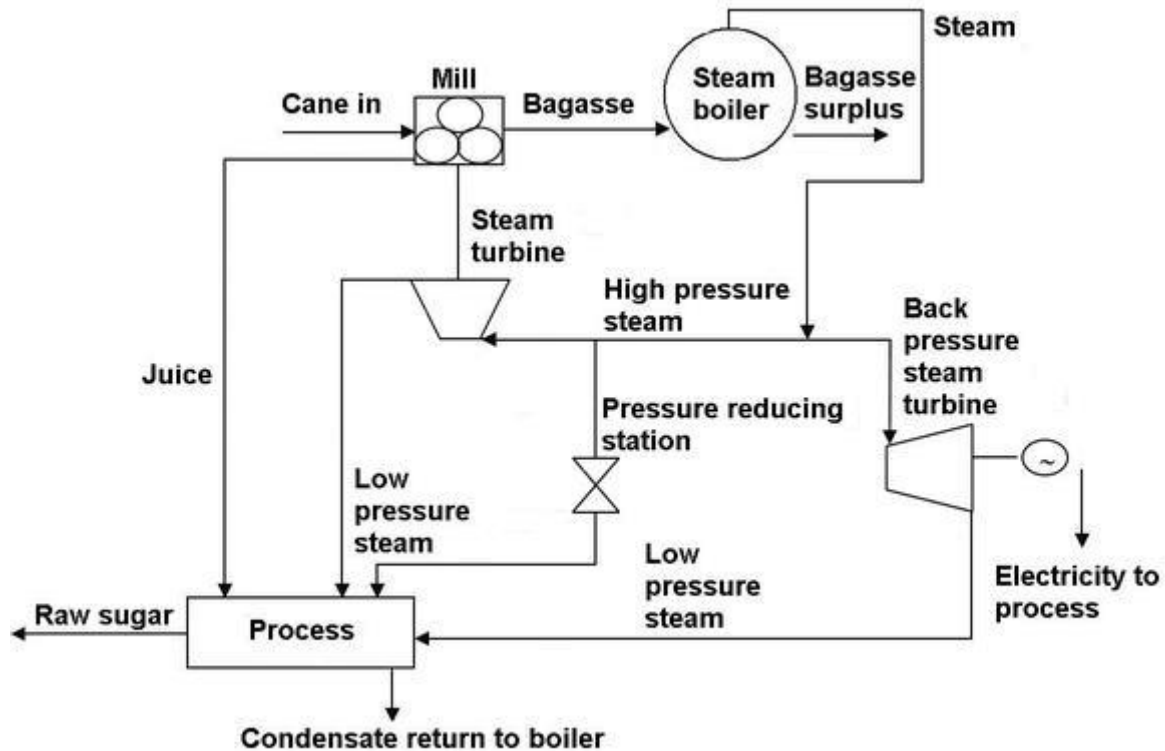 Steam
Mill
Cane in
Bagasse
Steam
boiler
Bagasse
surplus
Steam
turbine
High pressure
steam
Back
pressure
steam
turbine
Juice
Pressure reducing
station
~
Low
pressure
steam
Low
pressure
steam
Electricity to
process
Raw sugar
Process
Condensate return to boiler